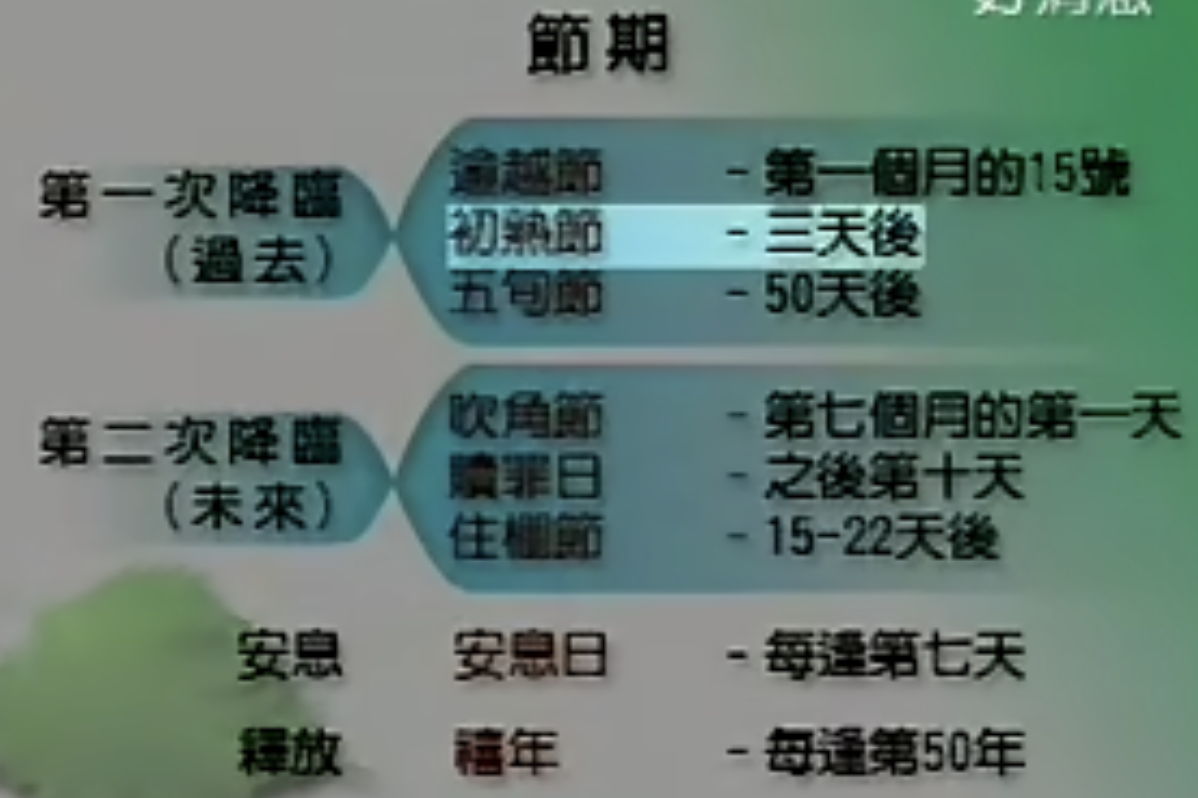 好消息
節期
第一次降臨
（過去）
逾越節 - 第一個月的15號
初熟節 - 三天後
五旬節 - 50天後
第二次降臨
（未來）
吹角節 - 第七個月的第一天
贖罪日 - 之後第十天
住棚節 - 15-22天後
安息 安息日 - 每逢第七天
釋放 禧年 - 每逢第50年